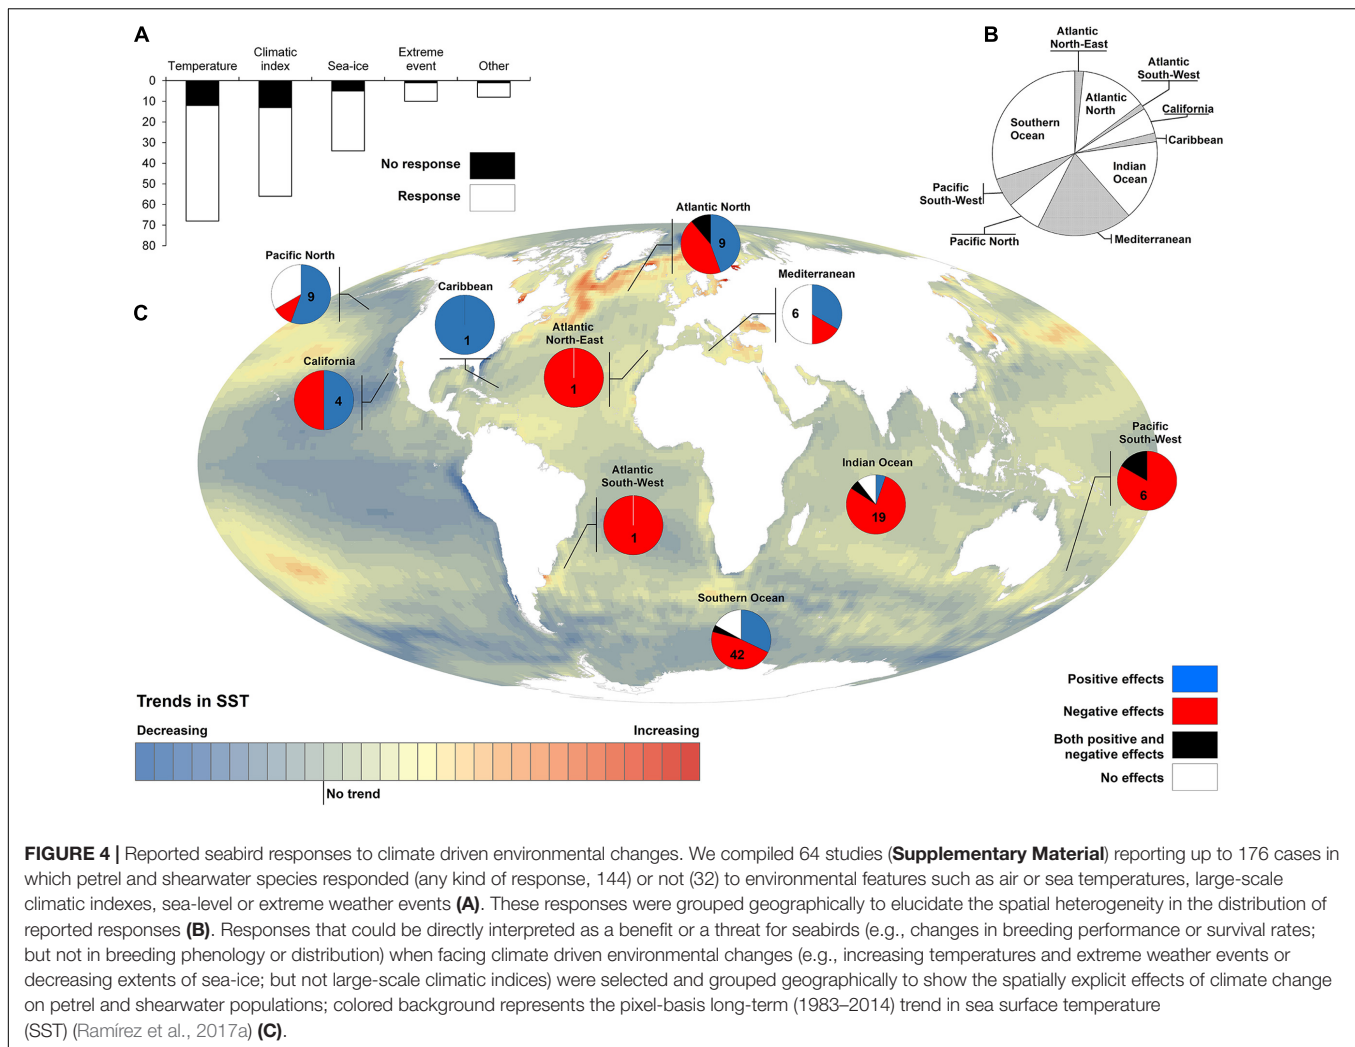 A
Temperature
Climatic
index
Sea-ice
Extreme
event
Other
0
10
20
30
40
50
60
70
80
No response
Response
B
Atlantic
North-East
Atlantic
South-West
Atlantic
North
California
Caribbean
Southern
Ocean
Indian
Ocean
Pacific
South-West
Pacific North
Mediterranean
C
Pacific North
9
Caribbean
1
Atlantic North
9
Mediterranean
6
California
4
Atlantic
North-East
1
Atlantic
South-West
1
Indian Ocean
19
Pacific
South-West
6
Southern Ocean
42
Trends in SST
Decreasing
Increasing
No trend
Positive effects
Negative effects
Both positive and
negative effects
No effects
FIGURE 4 | Reported seabird responses to climate driven environmental changes. We compiled 64 studies (Supplementary Material) reporting up to 176 cases in
which petrel and shearwater species responded (any kind of response, 144) or not (32) to environmental features such as air or sea temperatures, large-scale
climatic indexes, sea-level or extreme weather events (A). These responses were grouped geographically to elucidate the spatial heterogeneity in the distribution of
reported responses (B). Responses that could be directly interpreted as a benefit or a threat for seabirds (e.g., changes in breeding performance or survival rates;
but not in breeding phenology or distribution) when facing climate driven environmental changes (e.g., increasing temperatures and extreme weather events or
decreasing extents of sea-ice; but not large-scale climatic indices) were selected and grouped geographically to show the spatially explicit effects of climate change
on petrel and shearwater populations; colored background represents the pixel-basis long-term (1983–2014) trend in sea surface temperature
(SST) (Ramírez et al., 2017a) (C).